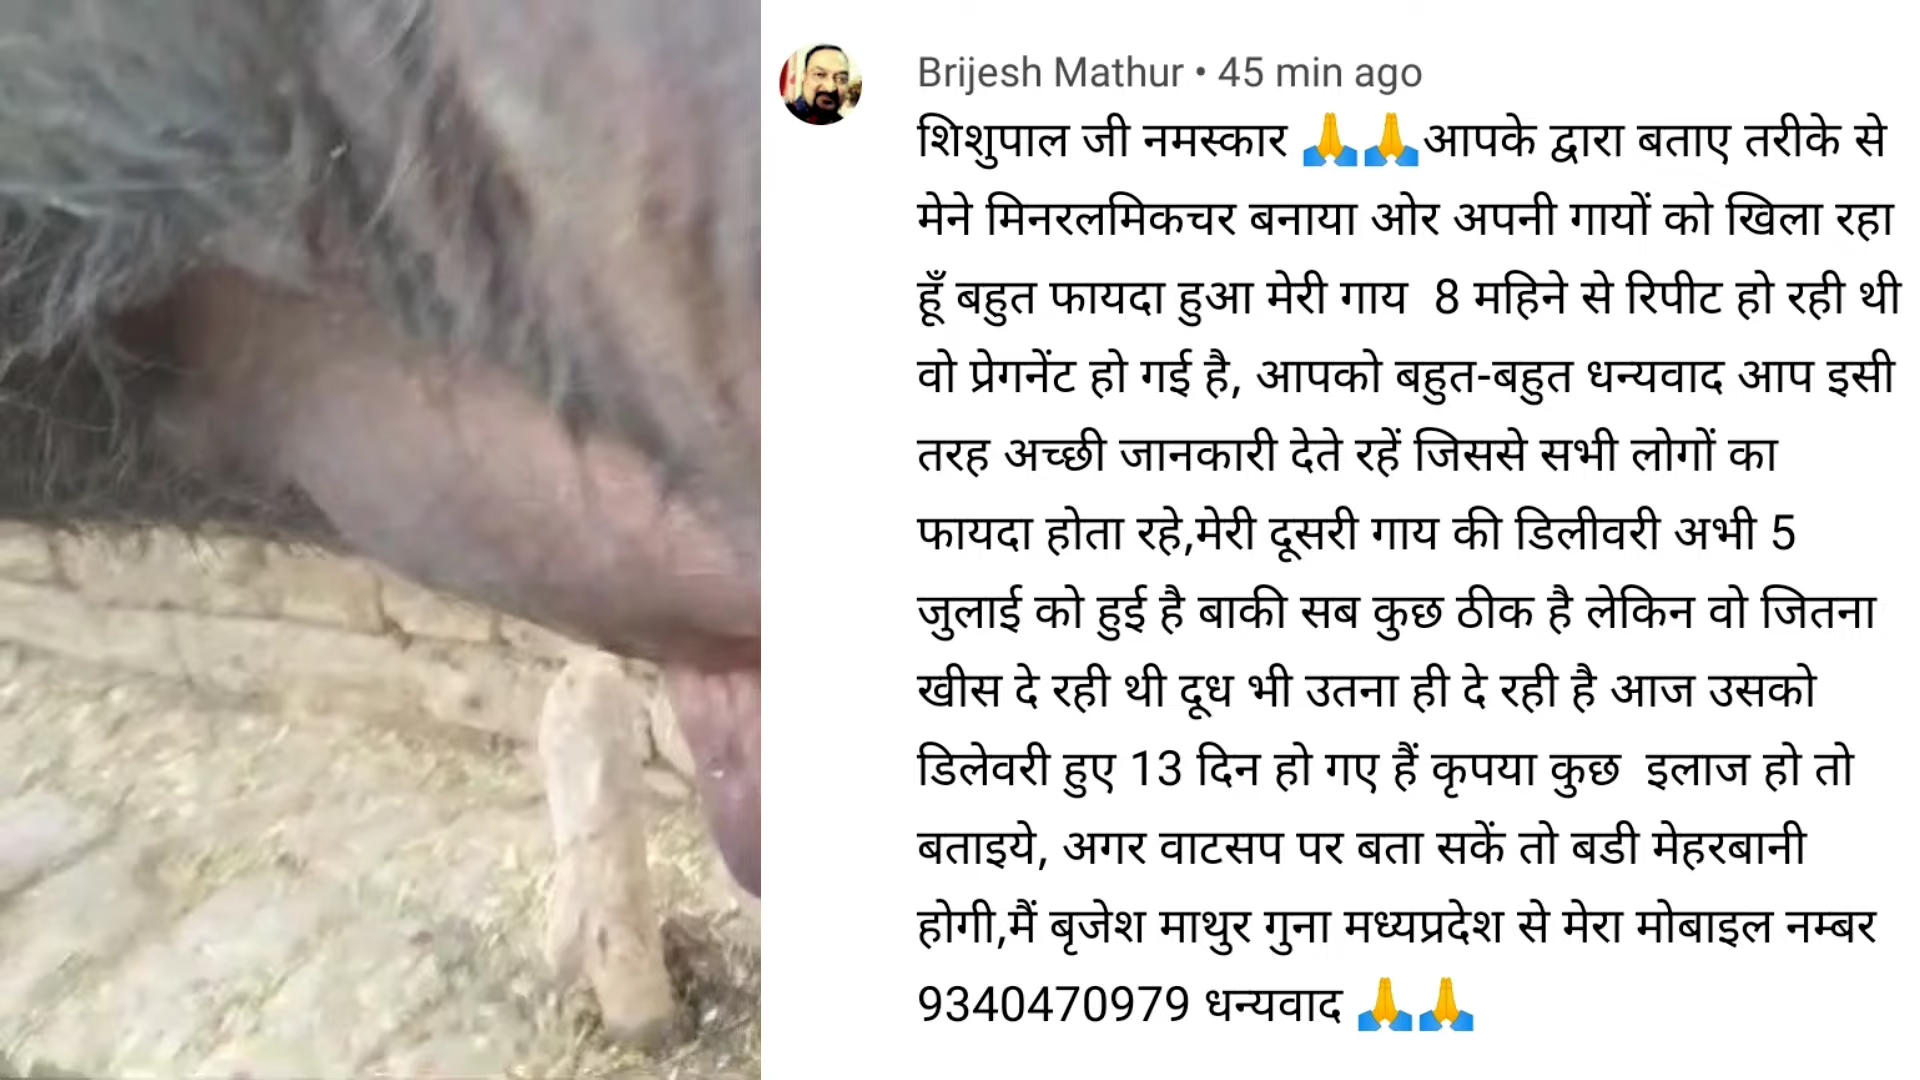 Brijesh Mathur • 45 min ago
शिशुपाल जी नमस्कार 🙏🙏आपके द्वारा बताए तरीके से
मेने मिनरलमिकचर बनाया ओर अपनी गायों को खिला रहा
हूँ बहुत फायदा हुआ मेरी गाय  8 महिने से रिपीट हो रही थी
वो प्रेगनेंट हो गई है, आपको बहुत-बहुत धन्यवाद आप इसी
तरह अच्छी जानकारी देते रहें जिससे सभी लोगों का
फायदा होता रहे,मेरी दूसरी गाय की डिलीवरी अभी 5
जुलाई को हुई है बाकी सब कुछ ठीक है लेकिन वो जितना
खीस दे रही थी दूध भी उतना ही दे रही है आज उसको
डिलेवरी हुए 13 दिन हो गए हैं कृपया कुछ  इलाज हो तो
बताइये, अगर वाटसप पर बता सकें तो बडी मेहरबानी
होगी,मैं बृजेश माथुर गुना मध्यप्रदेश से मेरा मोबाइल नम्बर
9340470979 धन्यवाद 🙏🙏